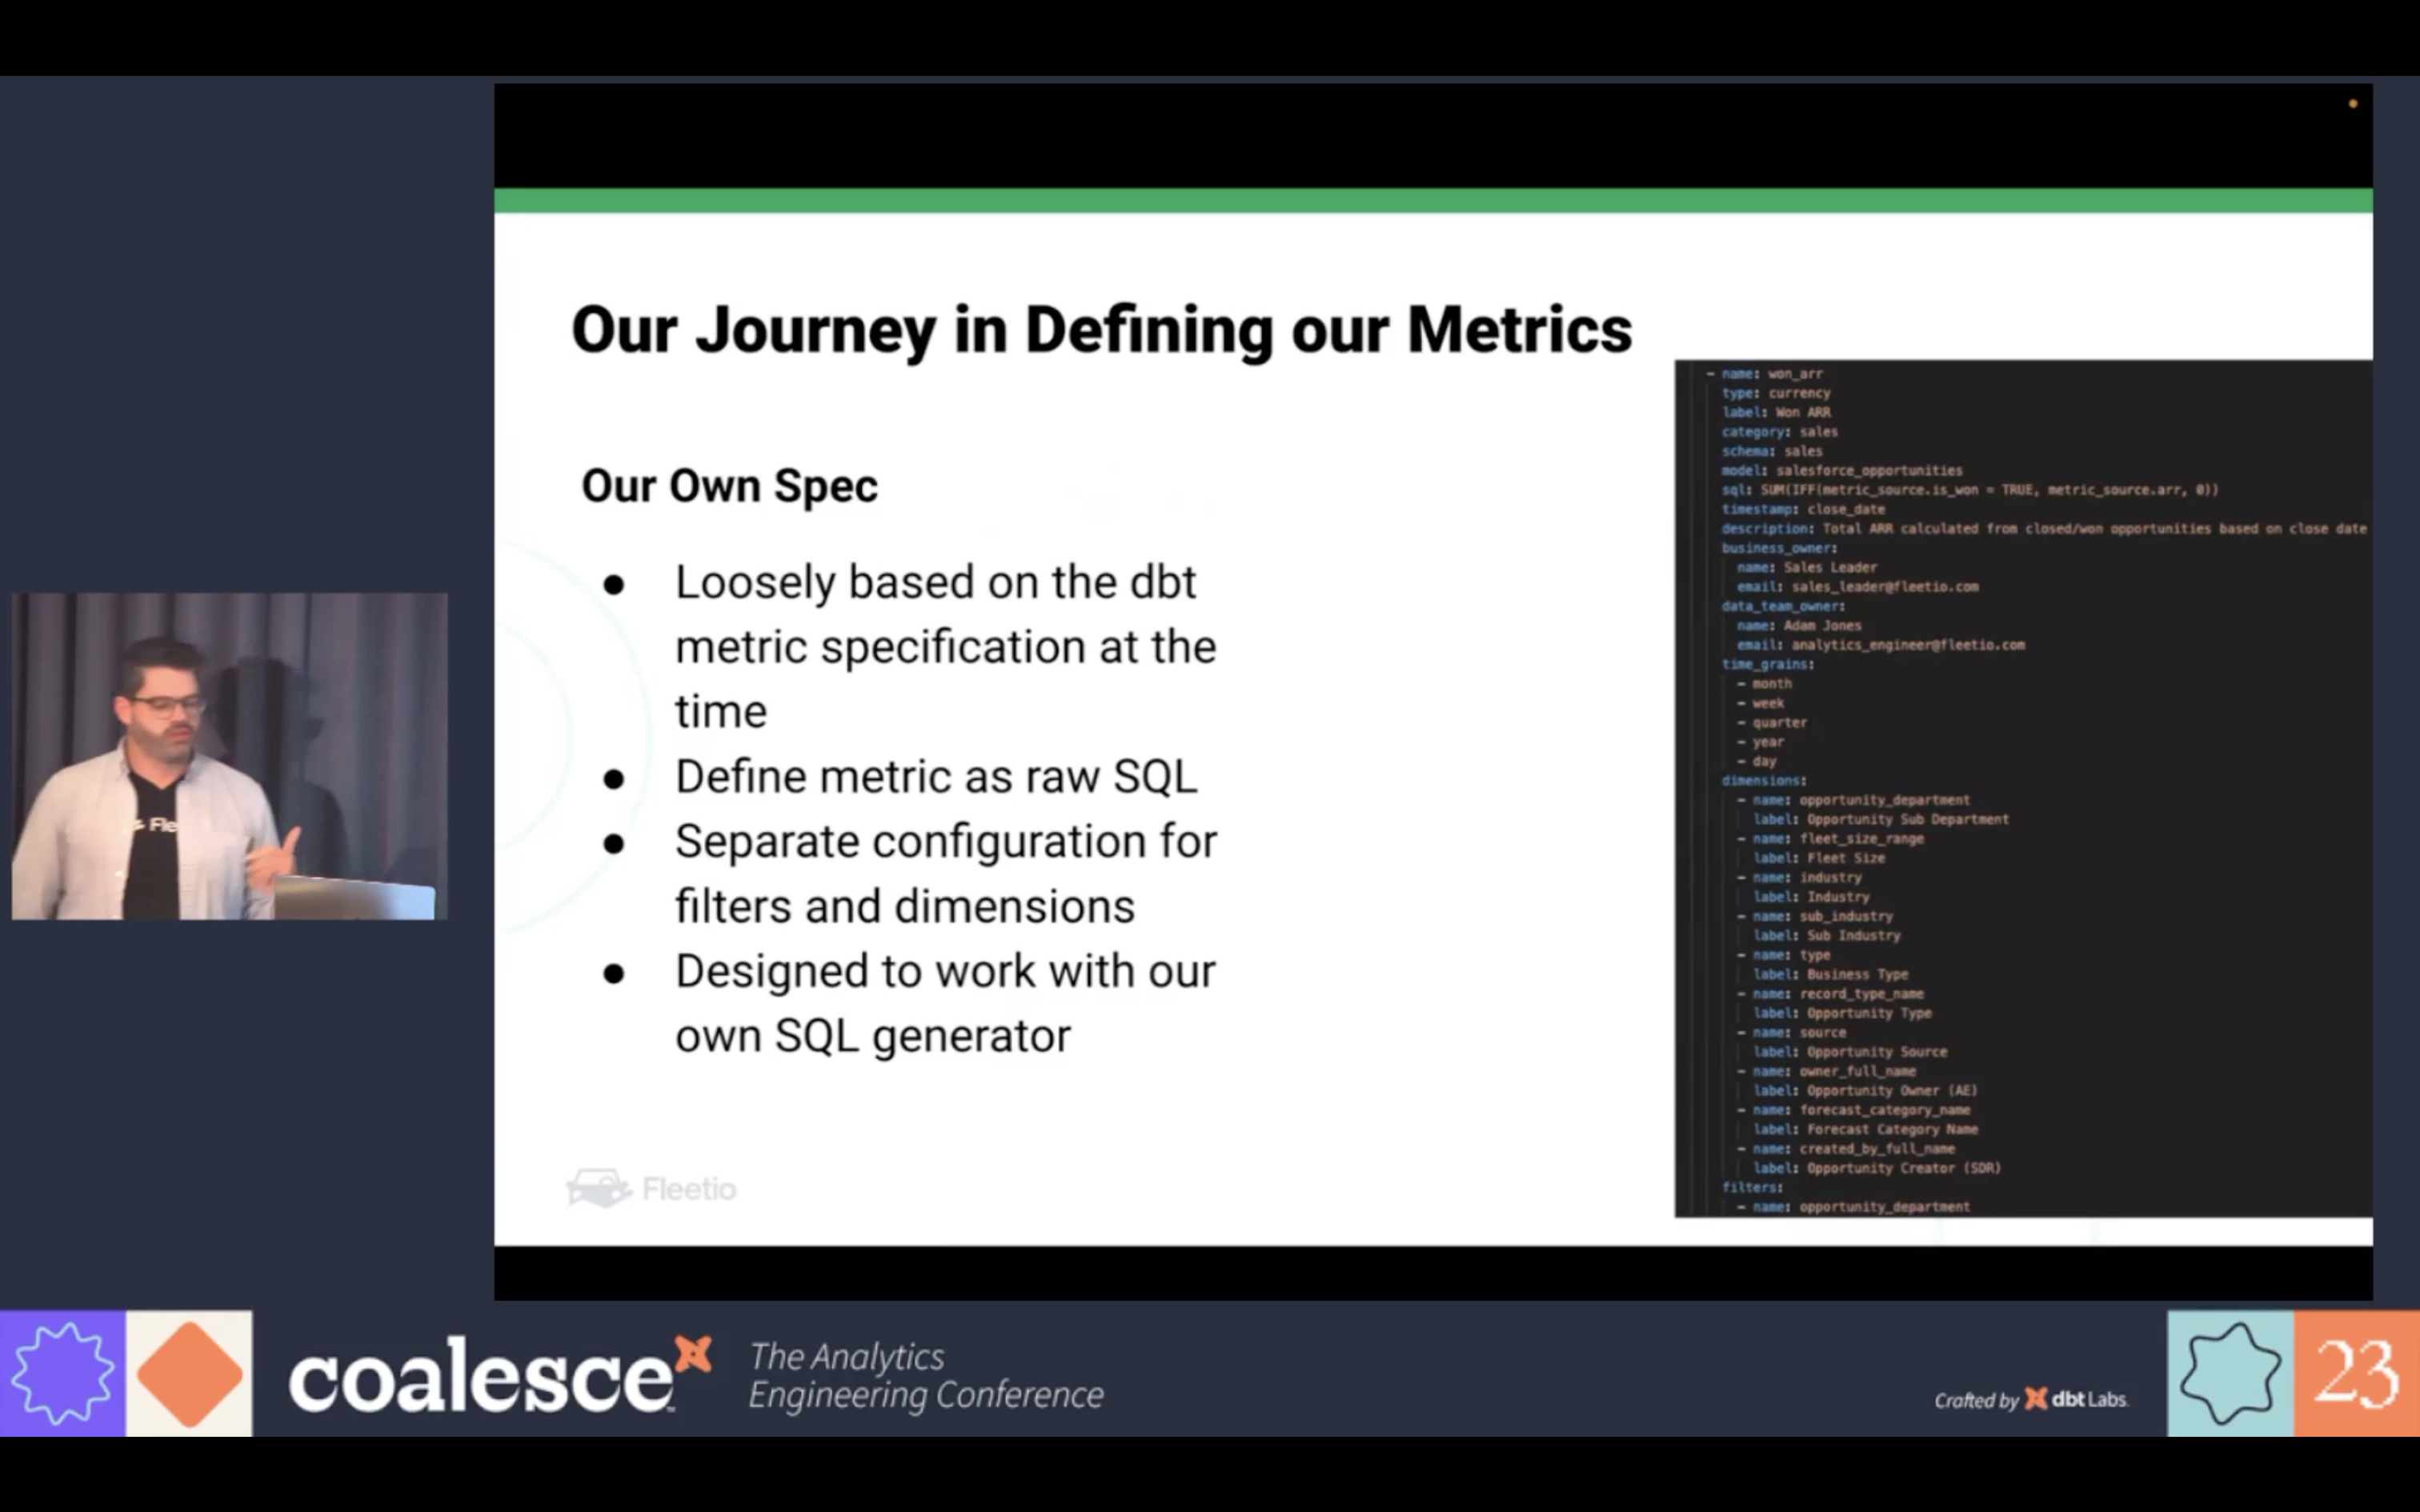 Our Journey in Defining our Metrics
Our Own Spec
● Loosely based on the dbt
metric specification at the
time
● Define metric as raw SQL
● Separate configuration for
filters and dimensions
● Designed to work with our
own SQL generator
Fleetio
- name: won_arr
type: currency
label: Won ARR
category: sales
schema: sales
model: salesforce_opportunities
sql: SUM(IFF(metric_source.is_won = TRUE, metric_source.arr, 0))
timestamp: close_date
description: Total ARR calculated from closed/won opportunities based on close date
business_owner:
name: Sales Leader
email: sales_leader@fleetio.com
data_team_owner:
name: Adam Jones
email: analytics_engineer@fleetio.com
time_grains:
- month
- week
- quarter
- year
- day
dimensions:
- name: opportunity_department
label: Opportunity Sub Department
- name: fleet_size_range
label: Fleet Size
- name: industry
label: Industry
- name: sub_industry
label: Sub Industry
- name: type
label: Business Type
- name: record_type_name
label: Opportunity Type
- name: source
label: Opportunity Source
- name: owner_full_name
label: Opportunity Owner (AE)
- name: forecast_category_name
label: Forecast Category Name
- name: created_by_full_name
label: Opportunity Creator (SDR)
filters:
- name: opportunity_department
Fle
coalesce
The Analytics
Engineering Conference
Crafted by dbt Labs.
23